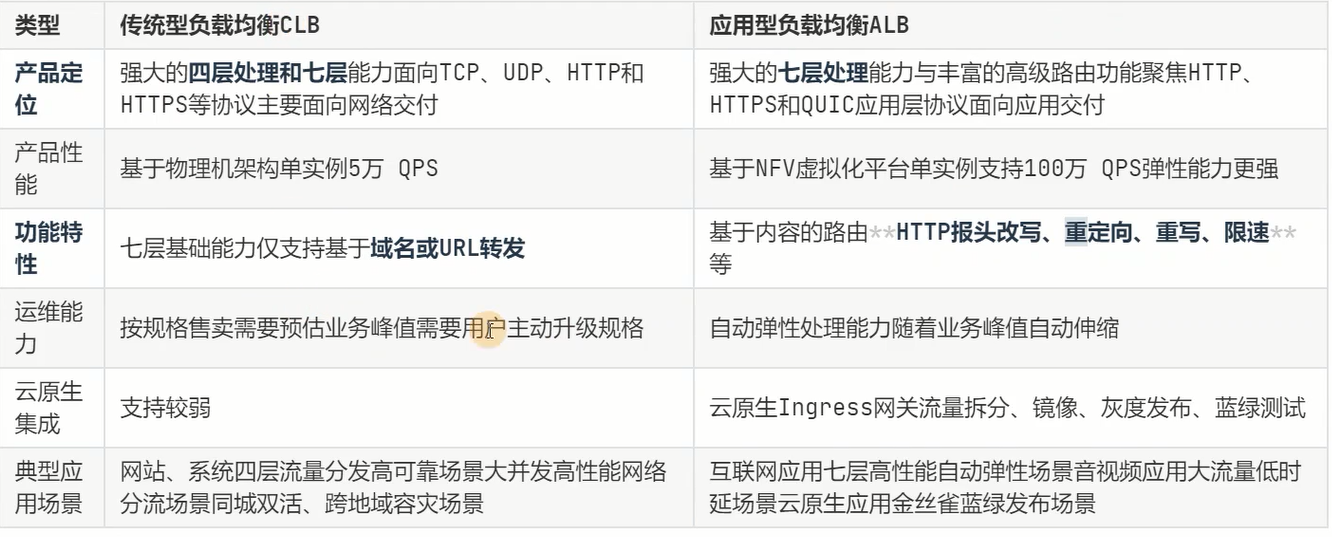 类型 传统型负载均衡CLB 应用型负载均衡ALB
产品定 强大的四层处理和七层能力面向TCP、UDP、HTTP和 强大的七层处理能力与丰富的高级路由功能聚焦HTTP、
位 HTTPS等协议主要面向网络交付 HTTPS和QUIC应用层协议面向应用交付
产品性
能 基于物理机架构单实例5万 QPS 基于NFV虚拟化平台单实例支持100万 QPS弹性能力更强
功能特
性 七层基础能力仅支持基于域名或URL转发 基于内容的路由**HTTP报头改写、重定向、重写、限速**
等
运维能
力 按规格售卖需要预估业务峰值需要用户主动升级规格 自动弹性处理能力随着业务峰值自动伸缩
云原生
集成 支持较弱 云原生Ingress网关流量拆分、镜像、灰度发布、蓝绿测试
典型应 网站、系统四层流量分发高可靠场景大并发高性能网络 互联网应用七层高性能自动弹性场景音视频应用大流量低时
用场景 分流场景同城双活、跨地域容灾场景 延场景云原生应用金丝雀蓝绿发布场景